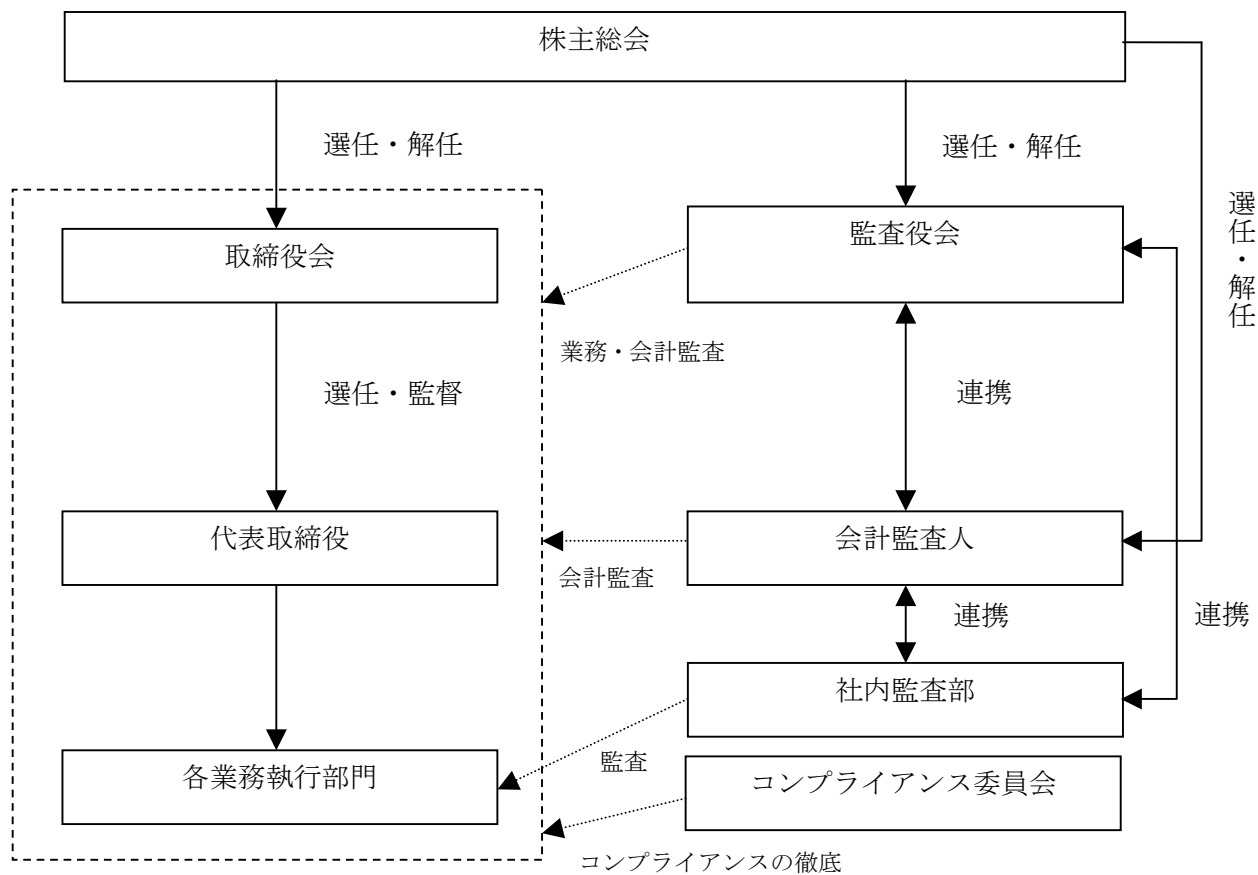 株主総会
選任・解任
選任・解任
選任・解任
取締役会
監査役会
業務・会計監査
選任・監督
連携
代表取締役
会計監査人
会計監査
連携
連携
社内監査部
監査
各業務執行部門
コンプライアンス委員会
コンプライアンスの徹底